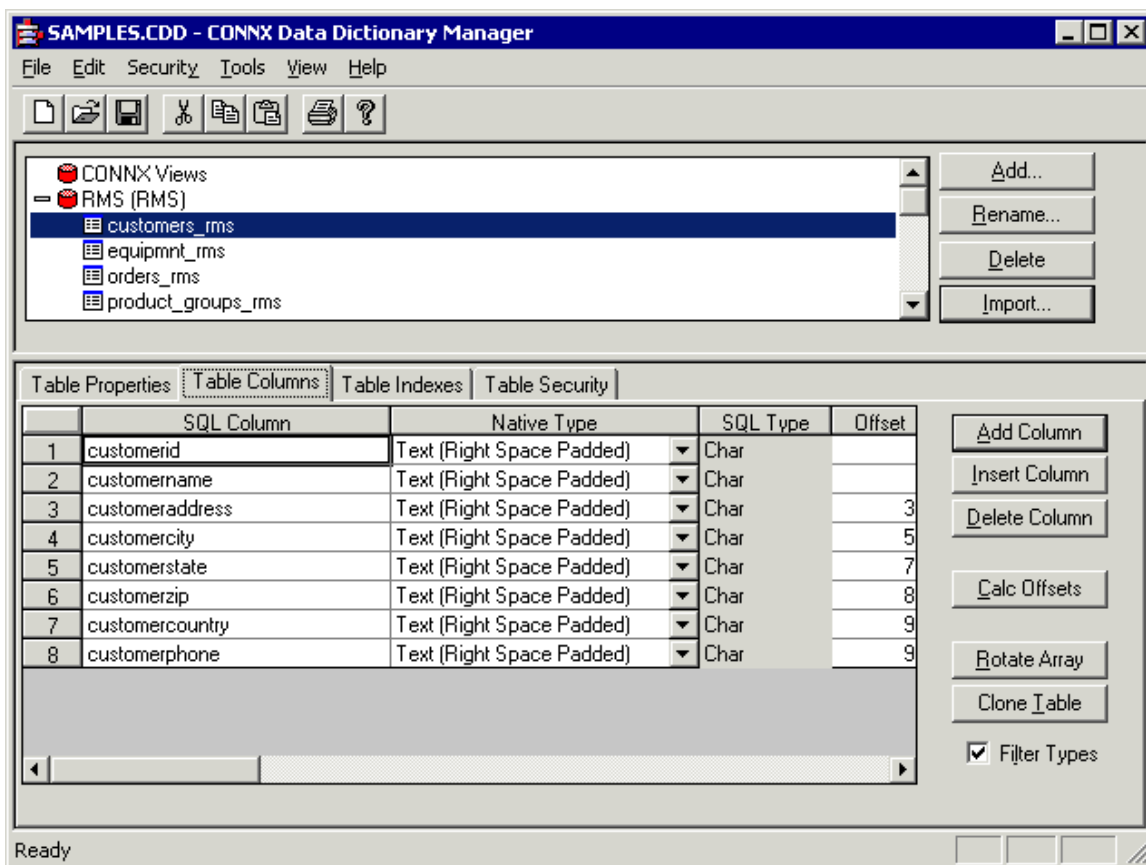 SAMPLES.CDD - CONNX Data Dictionary Manager
File Edit Security Tools View Help
CONNX Views
RMS (RMS)
customers_rms
equipmnt_rms
orders_rms
product_groups_rms
Add...
Rename...
Delete
Import...
Table Properties Table Columns Table Indexes Table Security
SQL Column Native Type SQL Type Offset
1 customerid Text (Right Space Padded) Char
2 customername Text (Right Space Padded) Char
3 customeraddress Text (Right Space Padded) Char 3
4 customercity Text (Right Space Padded) Char 5
5 customerstate Text (Right Space Padded) Char 7
6 customerzip Text (Right Space Padded) Char 8
7 customercountry Text (Right Space Padded) Char 9
8 customerphone Text (Right Space Padded) Char 9
Add Column
Insert Column
Delete Column
Calc Offsets
Rotate Array
Clone Table
Filter Types
Ready